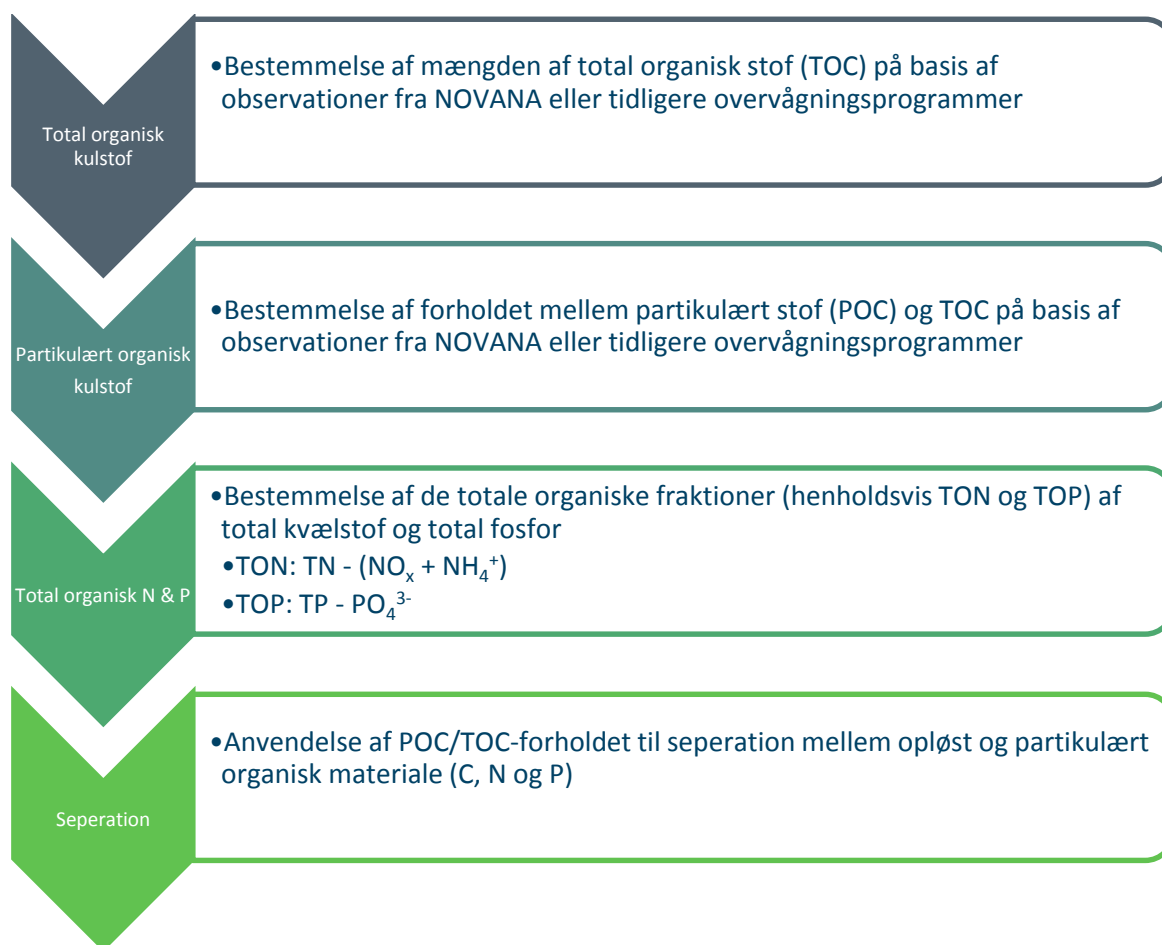 Total organisk
kulstof
•Bestemmelse af mængden af total organisk stof (TOC) på basis af
observationer fra NOVANA eller tidligere overvågningsprogrammer
Partikulært organisk
kulstof
•Bestemmelse af forholdet mellem partikulært stof (POC) og TOC på basis af
observationer fra NOVANA eller tidligere overvågningsprogrammer
Total organisk N & P
•Bestemmelse af de totale organiske fraktioner (henholdsvis TON og TOP) af
total kvælstof og total fosfor
•TON: TN - (NOₓ + NH₄⁺)
•TOP: TP - PO₄³⁻
Seperation
•Anvendelse af POC/TOC-forholdet til seperation mellem opløst og partikulært
organisk materiale (C, N og P)